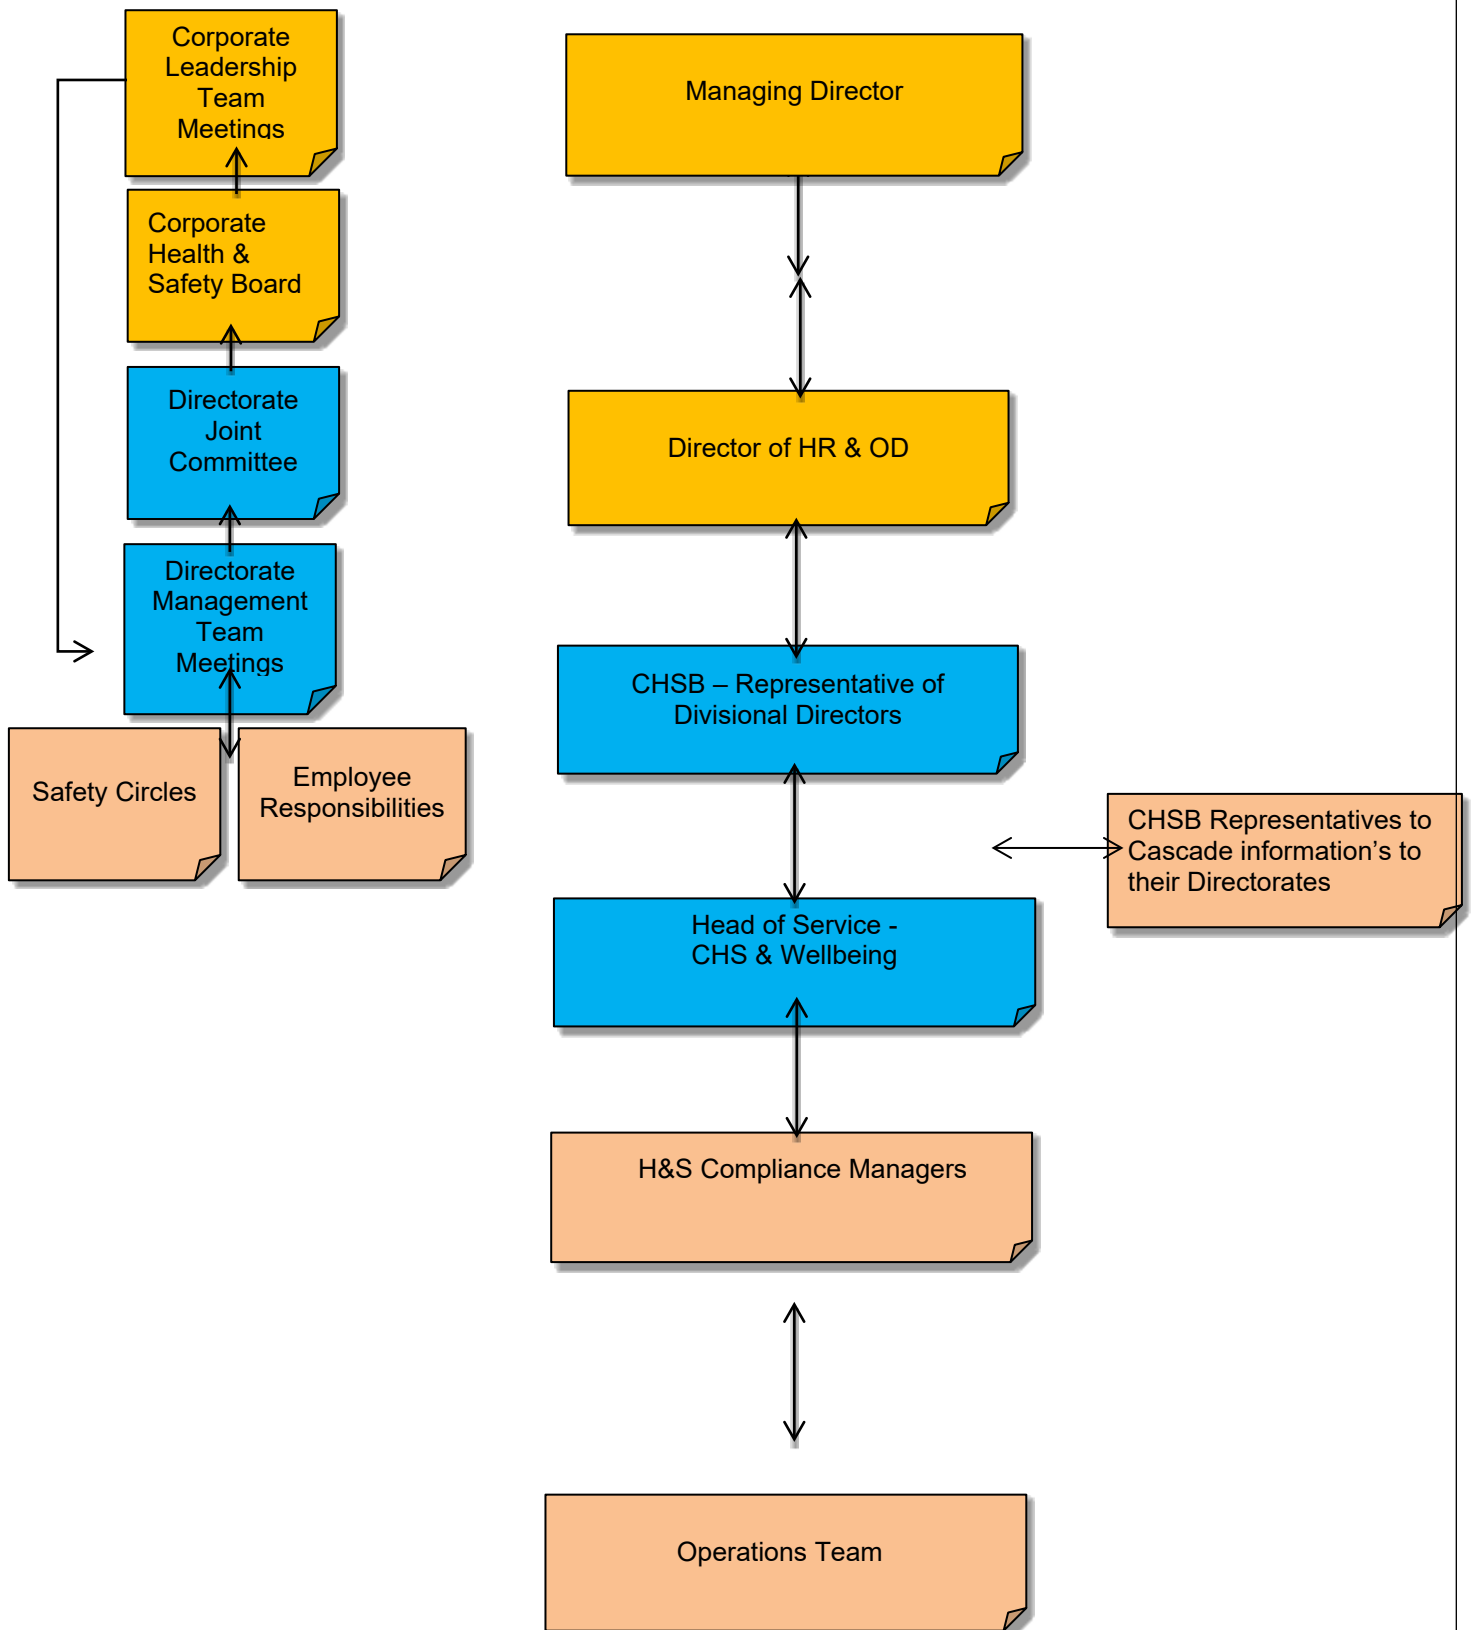 Corporate
Leadership
Team
Meetings
Corporate
Health &
Safety Board
Directorate
Joint
Committee
Directorate
Management
Team
Meetings
Safety Circles
Employee
Responsibilities
Managing Director
Director of HR & OD
CHSB – Representative of
Divisional Directors
CHSB Representatives to
Cascade information’s to
their Directorates
Head of Service -
CHS & Wellbeing
H&S Compliance Managers
Operations Team